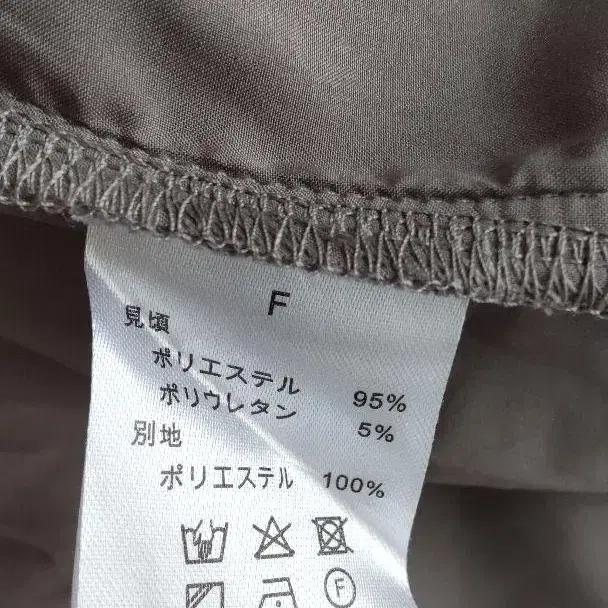 F
見頃
ポリエステル 95%
ポリウレタン 5%
別地
ポリエステル 100%
F